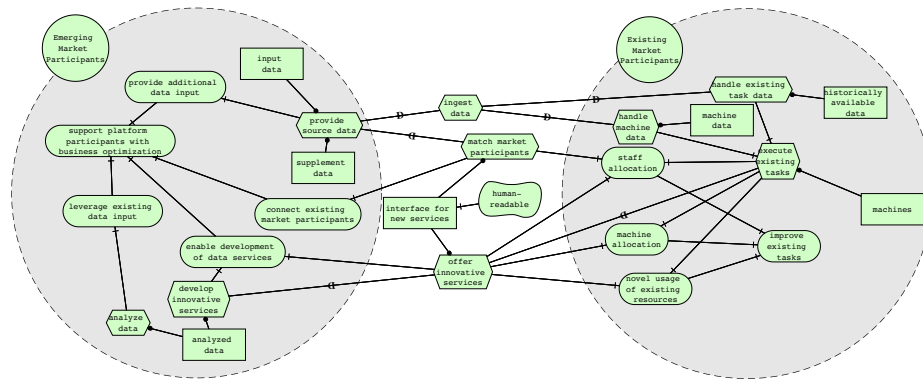 Emerging
Market
Participants
input
data
provide additional
data input
provide
source data
support platform
participants with
business optimization
supplement
data
leverage existing
data input
connect existing
market participants
enable development
of data services
develop
innovative
services
analyze
data
analyzed
data
D
D
D
D
D
D
ingest
data
match market
participants
human-
readable
interface for
new services
offer
innovative
services
Existing
Market
Participants
handle existing
task data
historically
available
data
machine
data
handle
machine
data
execute
existing
tasks
staff
allocation
machines
machine
allocation
improve
existing
tasks
novel usage
of existing
resources